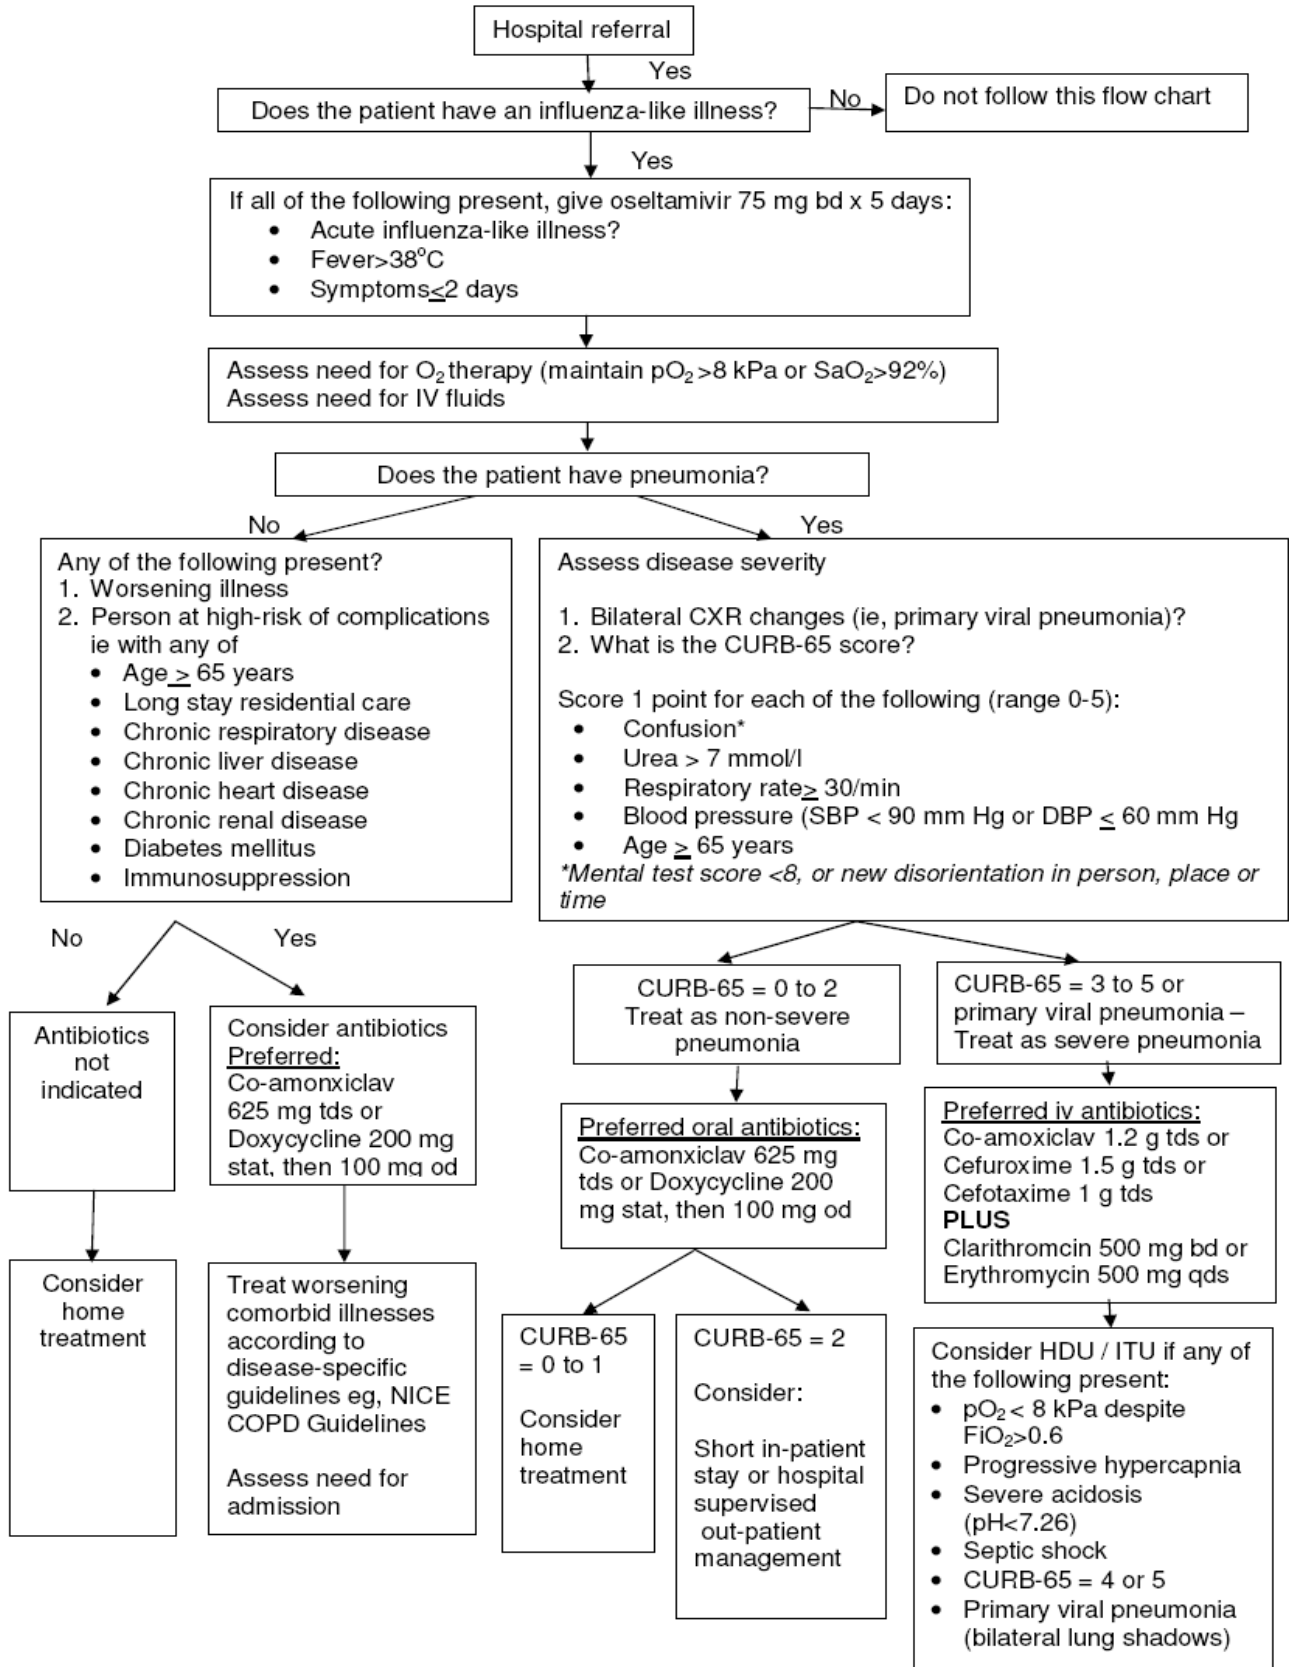 Hospital referral
Yes
Does the patient have an influenza-like illness?
No
Do not follow this flow chart
Yes
If all of the following present, give oseltamivir 75 mg bd x 5 days:
• Acute influenza-like illness?
• Fever>38°C
• Symptoms≤2 days
Assess need for O₂ therapy (maintain pO₂ >8 kPa or SaO₂>92%)
Assess need for IV fluids
Does the patient have pneumonia?
No
Yes
Any of the following present?
1. Worsening illness
2. Person at high-risk of complications
ie with any of
• Age ≥ 65 years
• Long stay residential care
• Chronic respiratory disease
• Chronic liver disease
• Chronic heart disease
• Chronic renal disease
• Diabetes mellitus
• Immunosuppression
Assess disease severity
1. Bilateral CXR changes (ie, primary viral pneumonia)?
2. What is the CURB-65 score?
Score 1 point for each of the following (range 0-5):
• Confusion*
• Urea > 7 mmol/l
• Respiratory rate≥ 30/min
• Blood pressure (SBP < 90 mm Hg or DBP ≤ 60 mm Hg
• Age ≥ 65 years
*Mental test score <8, or new disorientation in person, place or
time
No
Yes
Antibiotics
not
indicated
Consider antibiotics
Preferred:
Co-amonxiclav
625 mg tds or
Doxycycline 200 mg
stat, then 100 mg od
CURB-65 = 0 to 2
Treat as non-severe
pneumonia
CURB-65 = 3 to 5 or
primary viral pneumonia –
Treat as severe pneumonia
Preferred oral antibiotics:
Co-amonxiclav 625 mg
tds or Doxycycline 200
mg stat, then 100 mg od
Preferred iv antibiotics:
Co-amoxiclav 1.2 g tds or
Cefuroxime 1.5 g tds or
Cefotaxime 1 g tds
PLUS
Clarithromcin 500 mg bd or
Erythromycin 500 mg qds
Consider
home
treatment
Treat worsening
comorbid illnesses
according to
disease-specific
guidelines eg, NICE
COPD Guidelines
Assess need for
admission
CURB-65
= 0 to 1
Consider
home
treatment
CURB-65 = 2
Consider:
Short in-patient
stay or hospital
supervised
out-patient
management
Consider HDU / ITU if any of
the following present:
• pO₂ < 8 kPa despite
FiO₂>0.6
• Progressive hypercapnia
• Severe acidosis
(pH<7.26)
• Septic shock
• CURB-65 = 4 or 5
• Primary viral pneumonia
(bilateral lung shadows)